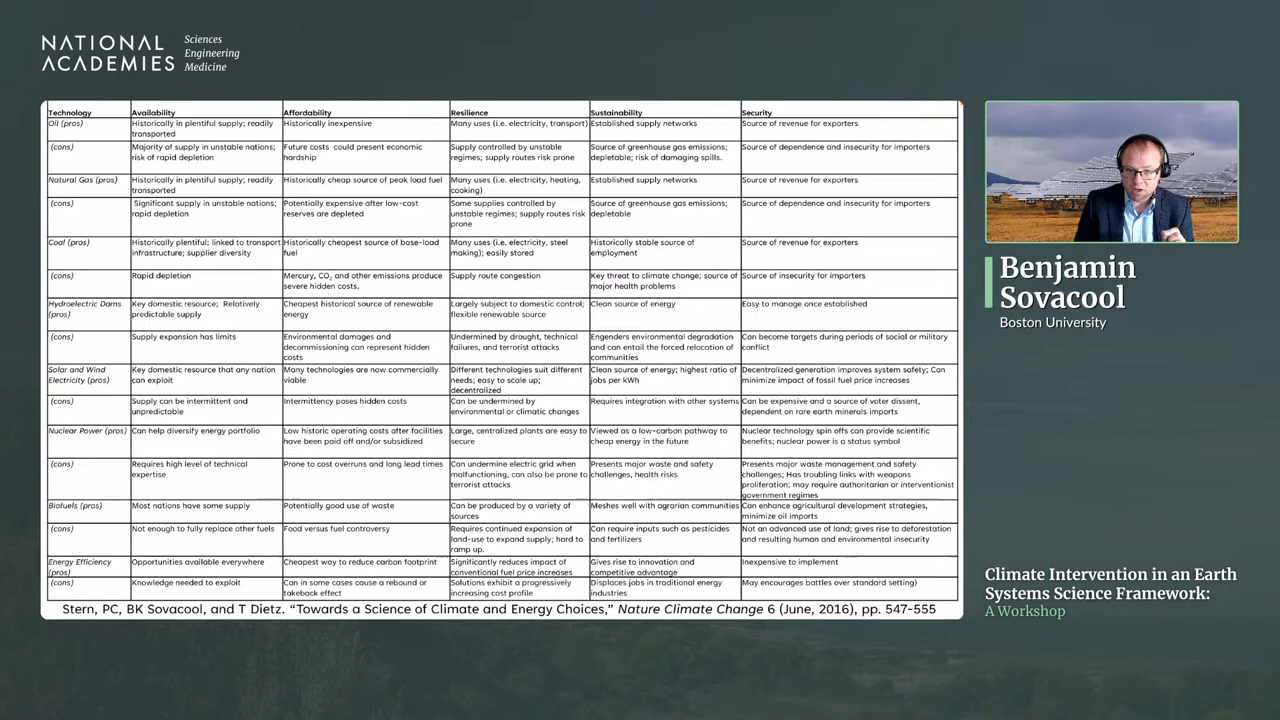 NATIONAL
ACADEMIES
Sciences
Engineering
Medicine
Technology Availability Affordability Resilience Sustainability Security
Oil (pros)
Historically in plentiful supply; readily
transported
Historically inexpensive
Many uses (i.e. electricity, transport)
Established supply networks
Source of revenue for exporters
(cons)
Majority of supply in unstable nations;
risk of rapid depletion
Future costs could present economic
hardship
Supply controlled by unstable
regimes; supply routes risk prone
Source of greenhouse gas emissions;
depletable; risk of damaging spills.
Source of dependence and insecurity for importers
Natural Gas (pros)
Historically in plentiful supply; readily
transported
Historically cheap source of peak load fuel
Many uses (i.e. electricity, heating,
cooking)
Established supply networks
Source of revenue for exporters
(cons)
Significant supply in unstable nations;
rapid depletion
Potentially expensive after low-cost
reserves are depleted
Some supplies controlled by
unstable regimes; supply routes risk
prone
Source of greenhouse gas emissions;
depletable
Source of dependence and insecurity for importers
Coal (pros)
Historically plentiful; linked to transport
infrastructure; supplier diversity
Historically cheapest source of base-load
fuel
Many uses (i.e. electricity, steel
making); easily stored
Historically stable source of
employment
Source of revenue for exporters
(cons)
Rapid depletion
Mercury, CO₂ and other emissions produce
severe hidden costs.
Supply route congestion
Key threat to climate change; source of
major health problems
Source of insecurity for importers
Hydroelectric Dams
(pros)
Key domestic resource; Relatively
predictable supply
Cheapest historical source of renewable
energy
Largely subject to domestic control;
flexible renewable source
Clean source of energy
Easy to manage once established
(cons)
Supply expansion has limits
Environmental damages and
decommissioning can represent hidden
costs
Undermined by drought, technical
failures, and terrorist attacks
Engenders environmental degradation
and can entail the forced relocation of
communities
Can become targets during periods of social or military
conflict
Solar and Wind
Electricity (pros)
Key domestic resource that any nation
can exploit
Many technologies are now commercially
viable
Different technologies suit different
needs; easy to scale up;
decentralized
Clean source of energy; highest ratio of
jobs per kWh
Decentralized generation improves system safety; Can
minimize impact of fossil fuel price increases
(cons)
Supply can be intermittent and
unpredictable
Intermittency poses hidden costs
Can be undermined by
environmental or climatic changes
Requires integration with other systems
Can be expensive and a source of voter dissent,
dependent on rare earth minerals imports
Nuclear Power (pros)
Can help diversify energy portfolio
Low historic operating costs after facilities
have been paid off and/or subsidized
Large, centralized plants are easy to
secure
Viewed as a low-carbon pathway to
cheap energy in the future
Nuclear technology spin offs can provide scientific
benefits; nuclear power is a status symbol
(cons)
Requires high level of technical
expertise
Prone to cost overruns and long lead times
Can undermine electric grid when
malfunctioning, can also be prone to
terrorist attacks
Presents major waste and safety
challenges, health risks
Presents major waste management and safety
challenges; Has troubling links with weapons
proliferation; may require authoritarian or interventionist
government regimes
Biofuels (pros)
Most nations have some supply
Potentially good use of waste
Can be produced by a variety of
sources
Meshes well with agrarian communities
Can enhance agricultural development strategies,
minimize oil imports
(cons)
Not enough to fully replace other fuels
Food versus fuel controversy
Requires continued expansion of
land-use to expand supply; hard to
ramp up.
Can require inputs such as pesticides
and fertilizers
Not an advanced use of land; gives rise to deforestation
and resulting human and environmental insecurity
Energy Efficiency
(pros)
Opportunities available everywhere
Cheapest way to reduce carbon footprint
Significantly reduces impact of
conventional fuel price increases
Gives rise to innovation and
competitive advantage
Inexpensive to implement
(cons)
Knowledge needed to exploit
Can in some cases cause a rebound or
takeback effect
Solutions exhibit a progressively
increasing cost profile
Displaces jobs in traditional energy
industries
May encourages battles over standard setting)
Stern, PC, BK Sovacool, and T Dietz. “Towards a Science of Climate and Energy Choices,” Nature Climate Change 6 (June, 2016), pp. 547-555
Benjamin
Sovacool
Boston University
Climate Intervention in an Earth
Systems Science Framework:
A Workshop